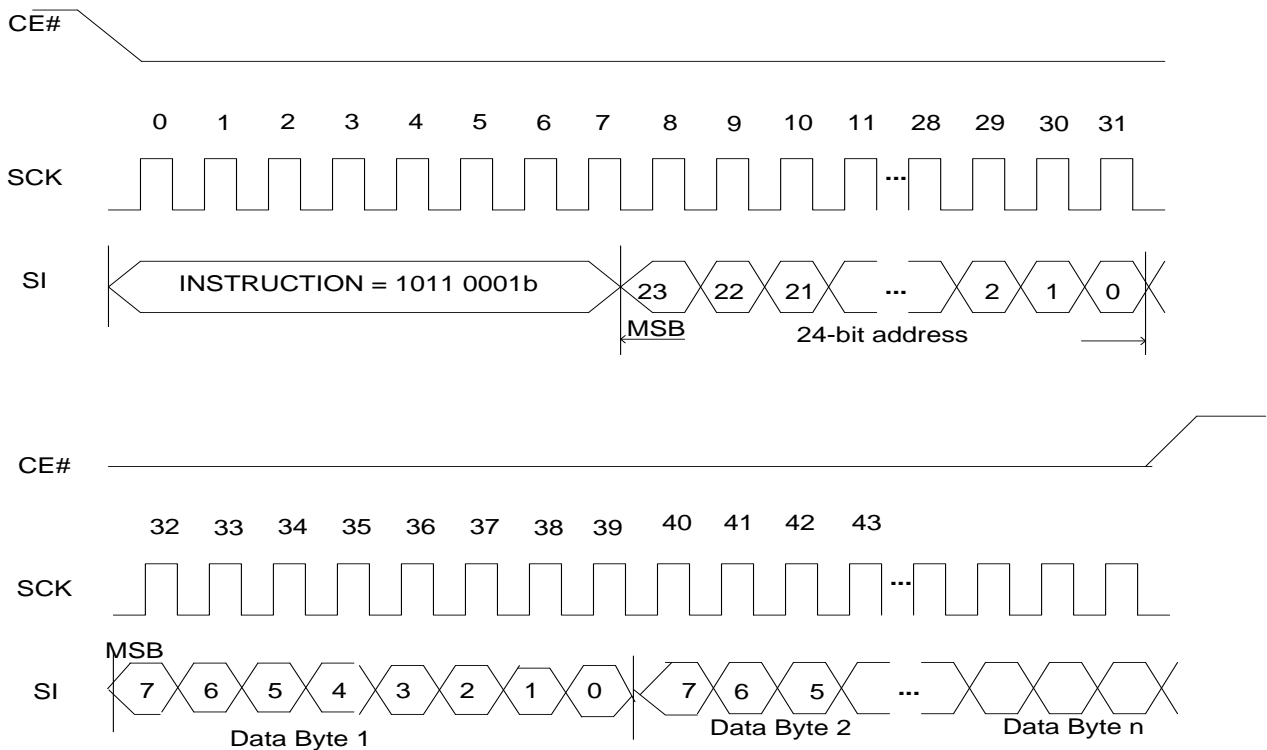 CE#
0 1 2 3 4 5 6 7 8 9 10 11 28 29 30 31
SCK ...
SI INSTRUCTION = 1011 0001b 23 22 21 ... 2 1 0
MSB 24-bit address
CE#
32 33 34 35 36 37 38 39 40 41 42 43
SCK ...
MSB
SI 7 6 5 4 3 2 1 0 7 6 5 ...
Data Byte 1 Data Byte 2 Data Byte n